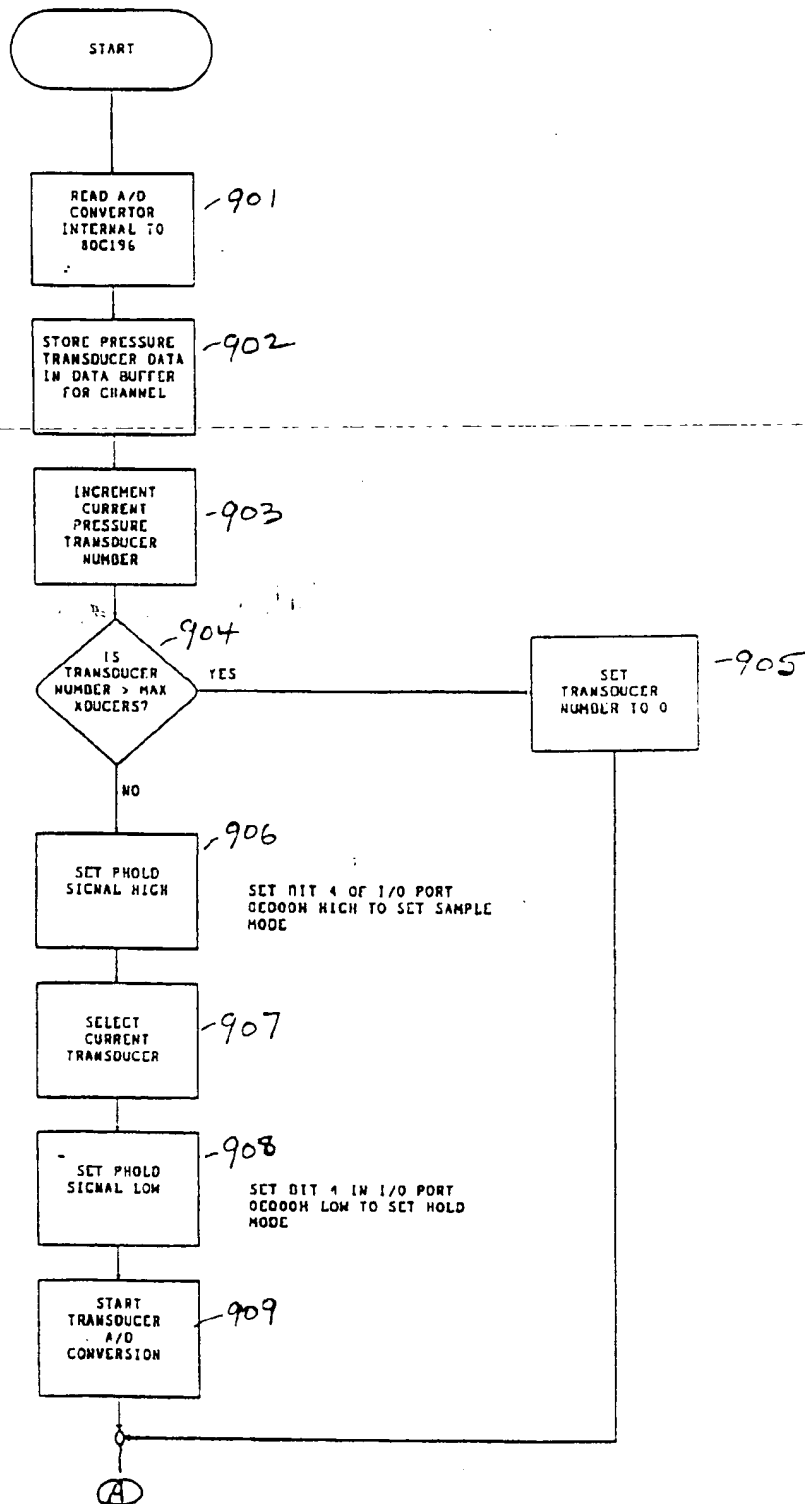 START
READ A/D
CONVERTOR
INTERNAL TO
80C196
901
STORE PRESSURE
TRANSDUCER DATA
IN DATA BUFFER
FOR CHANNEL
902
INCREMENT
CURRENT
PRESSURE
TRANSDUCER
NUMBER
903
IS
TRANSDUCER
NUMBER > MAX
XDUCERS?
904
YES
SET
TRANSDUCER
NUMBER TO 0
905
NO
SET PHOLD
SIGNAL HIGH
906
SET BIT 4 OF I/O PORT
HIGH TO SET SAMPLE
MODE
SELECT
CURRENT
TRANSDUCER
907
SET PHOLD
SIGNAL LOW
908
SET BIT 4 IN I/O PORT
LOW TO SET HOLD
MODE
START
TRANSDUCER
A/D
CONVERSION
909
A